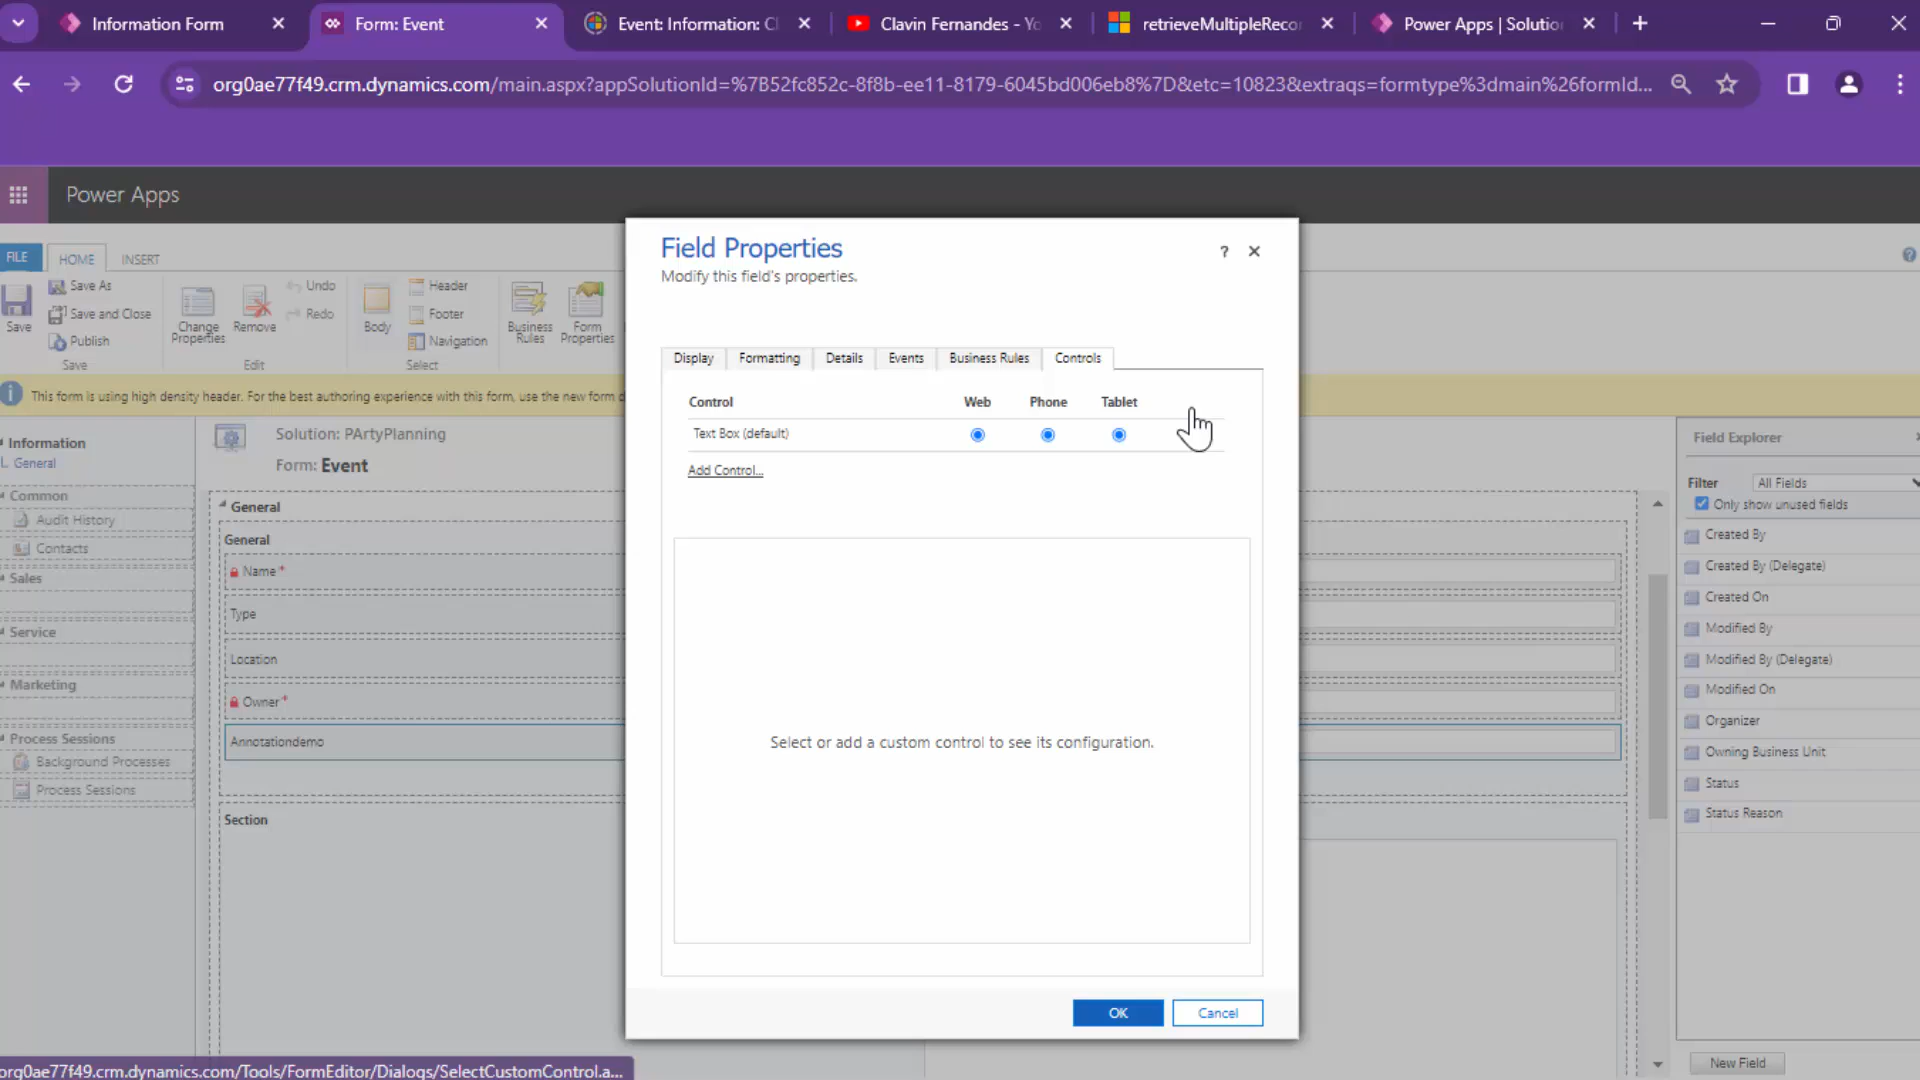 Information Form
Form: Event
Event: Information: Cl
Clavin Fernandes - Yo
retrieveMultipleReco
Power Apps | Solutio
org0ae77f49.crm.dynamics.com/main.aspx?appSolutionId=%7B52fc852c-8f8b-ee11-8179-6045bd006eb8%7D&etc=10823&extraqs=formtype%3dmain%26formId...
Power Apps
FILE
HOME
INSERT
Save
Save As
Save and Close
Publish
Save
Change Properties
Remove
Undo
Redo
Edit
Body
Header
Footer
Navigation
Select
Business Rules
Form Properties
This form is using high density header. For the best authoring experience with this form, use the new form d
Information
General
Common
Audit History
Contacts
Sales
Service
Marketing
Process Sessions
Background Processes
Process Sessions
Solution: PArtyPlanning
Form: Event
General
General
Name*
Type
Location
Owner*
Annotationdemo
Section
Field Properties
Modify this field's properties.
? ×
Display
Formatting
Details
Events
Business Rules
Controls
Control Web Phone Tablet
Text Box (default)
Add Control...
Select or add a custom control to see its configuration.
OK
Cancel
Field Explorer
Filter All Fields
Only show unused fields
Created By
Created By (Delegate)
Created On
Modified By
Modified By (Delegate)
Modified On
Organizer
Owning Business Unit
Status
Status Reason
New Field
org0ae77f49.crm.dynamics.com/Tools/FormEditor/Dialogs/SelectCustomControl.a...